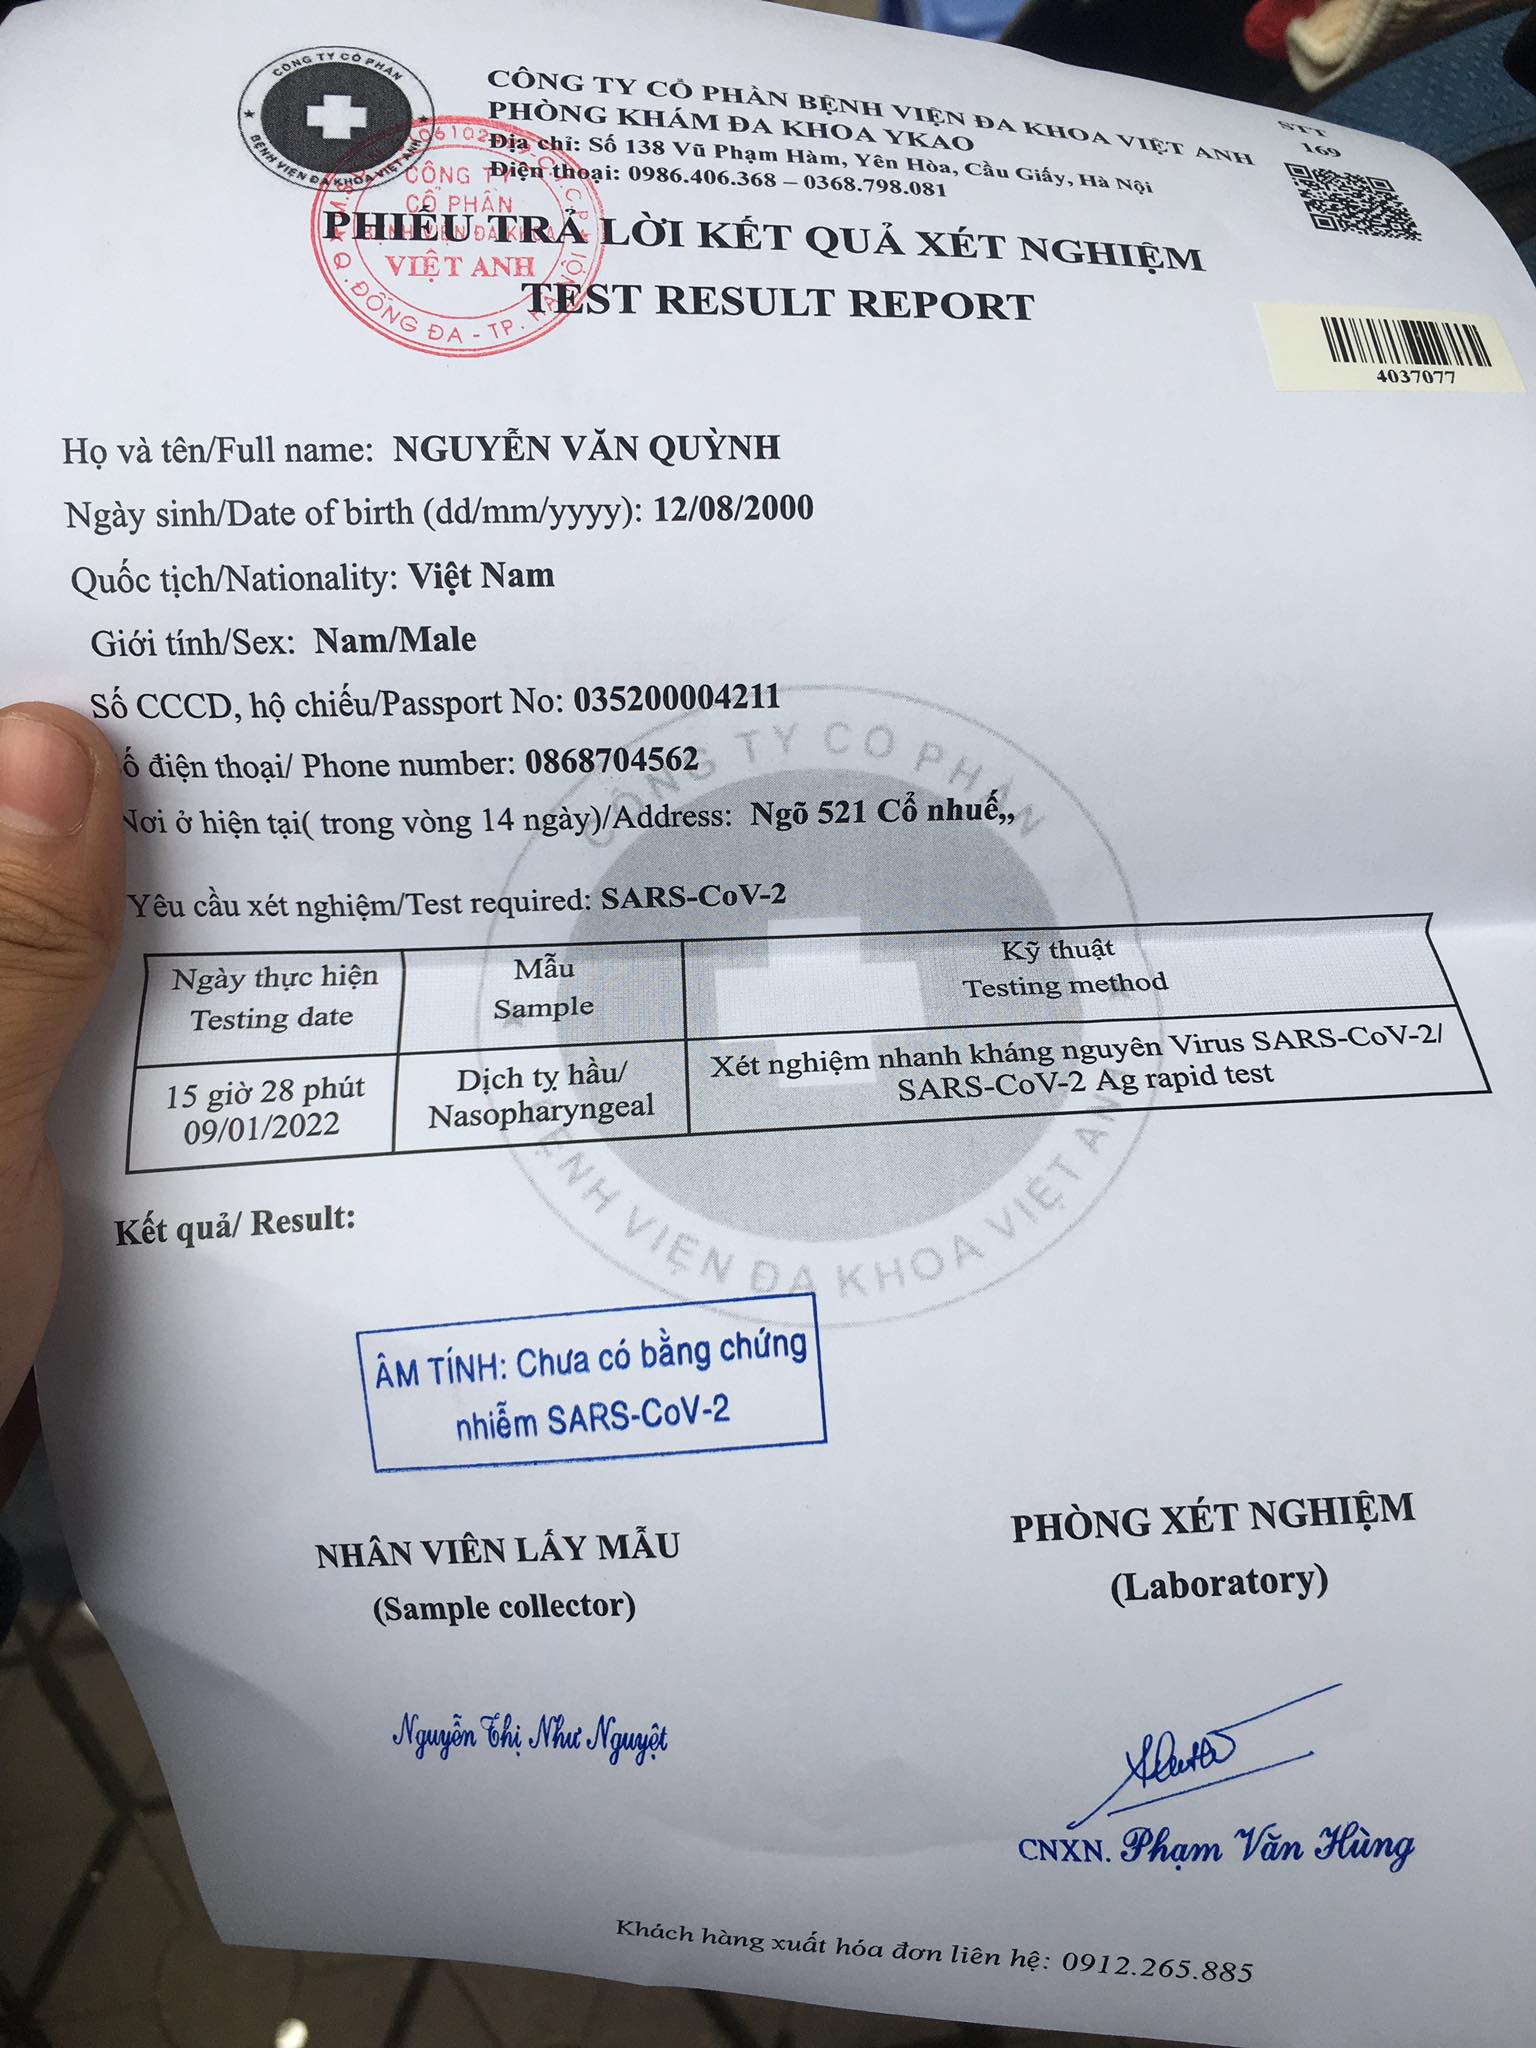 CÔNG TY CỔ PHẦN
BỆNH VIỆN ĐA KHOA VIỆT ANH
CÔNG TY CỔ PHẦN BỆNH VIỆN ĐA KHOA VIỆT ANH
PHÒNG KHÁM ĐA KHOA YKAO
Địa chỉ: Số 138 Vũ Phạm Hàm, Yên Hòa, Cầu Giấy, Hà Nội
Điện thoại: 0986.406.368 – 0368.798.081
STT
169
CÔNG TY
CỔ PHẦN
BỆNH VIỆN ĐA KHOA
VIỆT ANH
Q. ĐỐNG ĐA - TP. HÀ NỘI
PHIẾU TRẢ LỜI KẾT QUẢ XÉT NGHIỆM
TEST RESULT REPORT
4037077
Họ và tên/Full name: NGUYỄN VĂN QUỲNH
Ngày sinh/Date of birth (dd/mm/yyyy): 12/08/2000
Quốc tịch/Nationality: Việt Nam
Giới tính/Sex: Nam/Male
Số CCCD, hộ chiếu/Passport No: 035200004211
ố điện thoại/ Phone number: 0868704562
Nơi ở hiện tại( trong vòng 14 ngày)/Address: Ngõ 521 Cổ nhuế,,,
Yêu cầu xét nghiệm/Test required: SARS-CoV-2
Ngày thực hiện
Testing date
Mẫu
Sample
Kỹ thuật
Testing method
15 giờ 28 phút
09/01/2022
Dịch tỵ hầu/
Nasopharyngeal
Xét nghiệm nhanh kháng nguyên Virus SARS-CoV-2/
SARS-CoV-2 Ag rapid test
CÔNG TY CỔ PHẦN
BỆNH VIỆN ĐA KHOA VIỆT ANH
Kết quả/ Result:
ÂM TÍNH: Chưa có bằng chứng
nhiễm SARS-CoV-2
NHÂN VIÊN LẤY MẪU
(Sample collector)
PHÒNG XÉT NGHIỆM
(Laboratory)
Nguyễn Thị Như Nguyệt
CNXN. Phạm Văn Hùng
Khách hàng xuất hóa đơn liên hệ: 0912.265.885